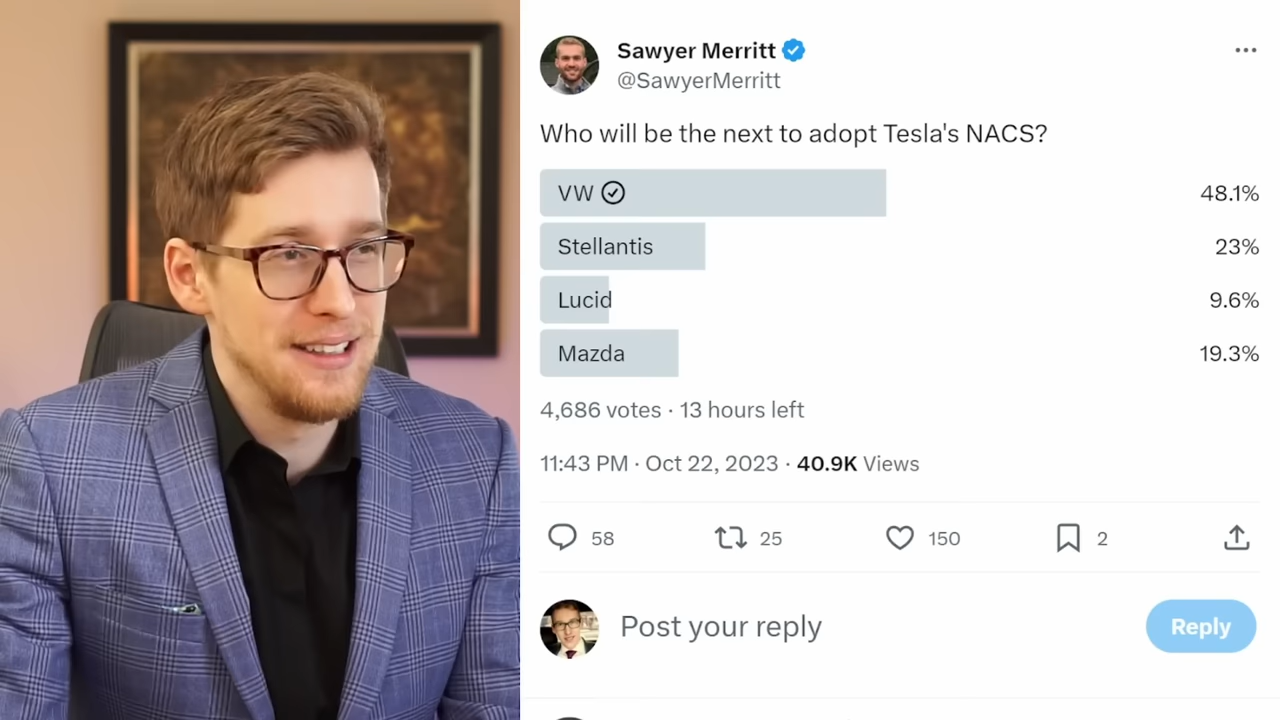 Sawyer Merritt
@SawyerMerritt
Who will be the next to adopt Tesla's NACS?
VW 48.1%
Stellantis 23%
Lucid 9.6%
Mazda 19.3%
4,686 votes · 13 hours left
11:43 PM · Oct 22, 2023 · 40.9K Views
58 25 150 2
Post your reply Reply